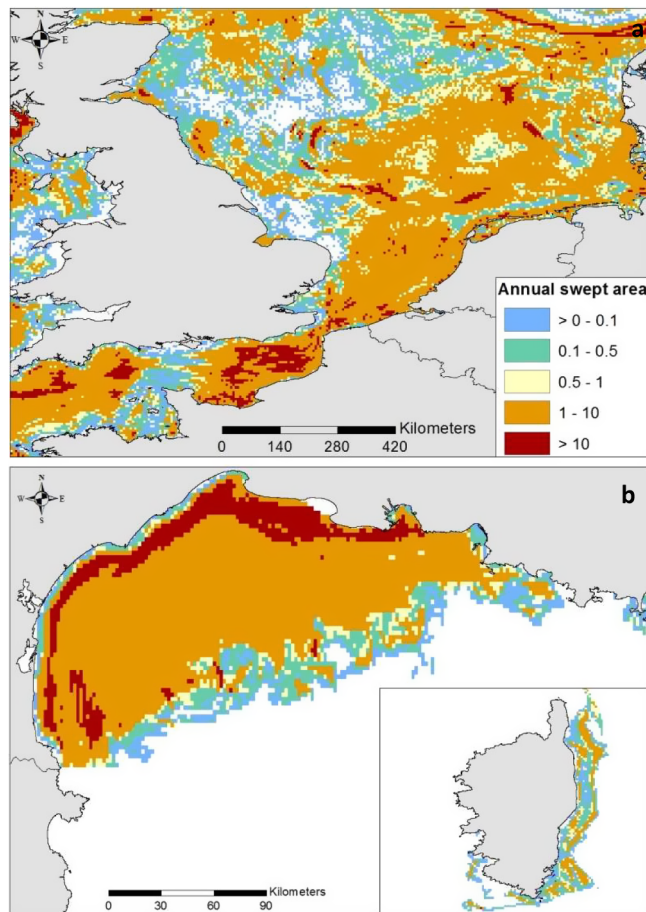 N
W E
S
a
Annual swept area
> 0 - 0.1
0.1 - 0.5
0.5 - 1
1 - 10
> 10
Kilometers
0 140 280 420
N
W E
S
b
Kilometers
0 30 60 90